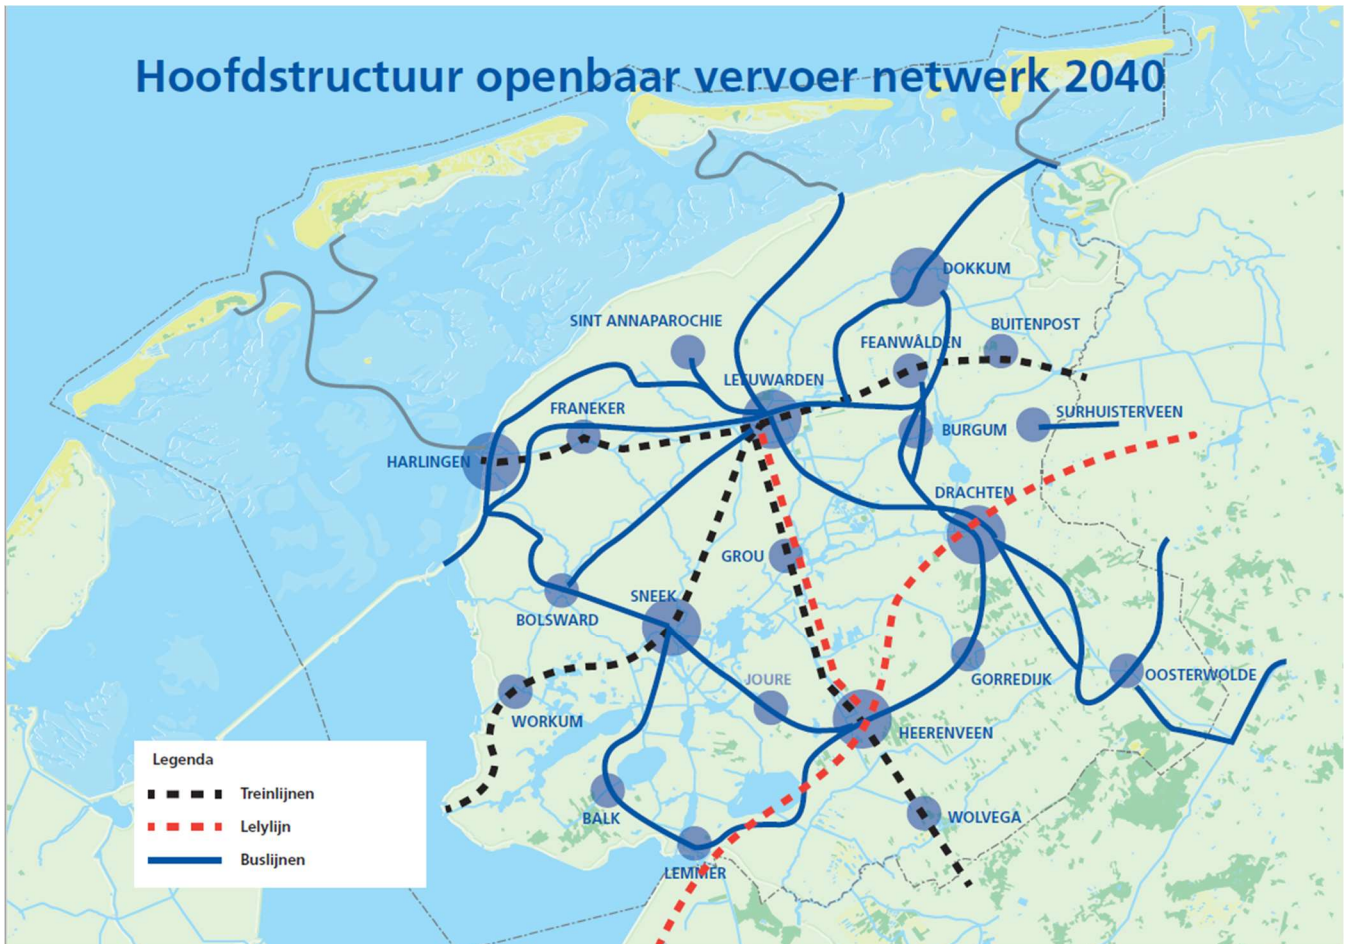 Hoofdstructuur openbaar vervoer netwerk 2040
DOKKUM
SINT ANNAPAROCHIE
BUITENPOST
FEANWÂLDEN
LEEUWARDEN
FRANEKER
SURHUISTERVEEN
BURGUM
HARLINGEN
DRACHTEN
GROU
SNEEK
BOLSWARD
JOURE
GORREDIJK
OOSTERWOLDE
WORKUM
HEERENVEEN
BALK
WOLVEGA
LEMMER
Legenda
Treinlijnen
Lelylijn
Buslijnen